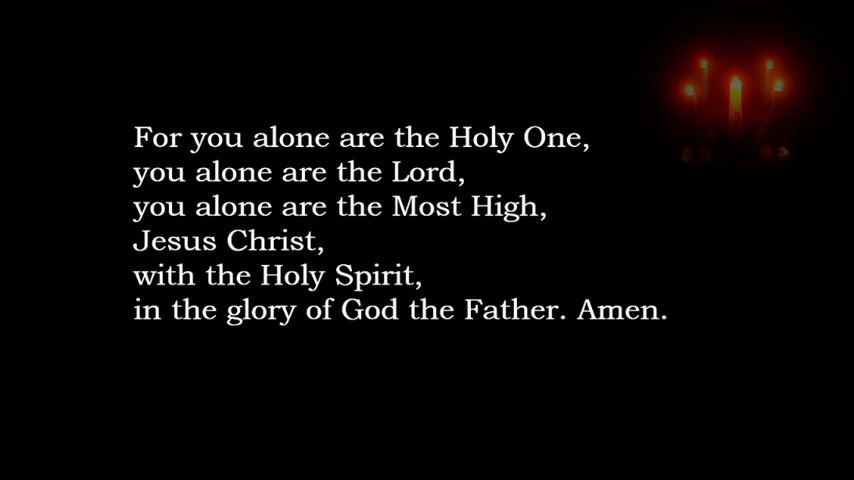 For you alone are the Holy One,
you alone are the Lord,
you alone are the Most High,
Jesus Christ,
with the Holy Spirit,
in the glory of God the Father. Amen.